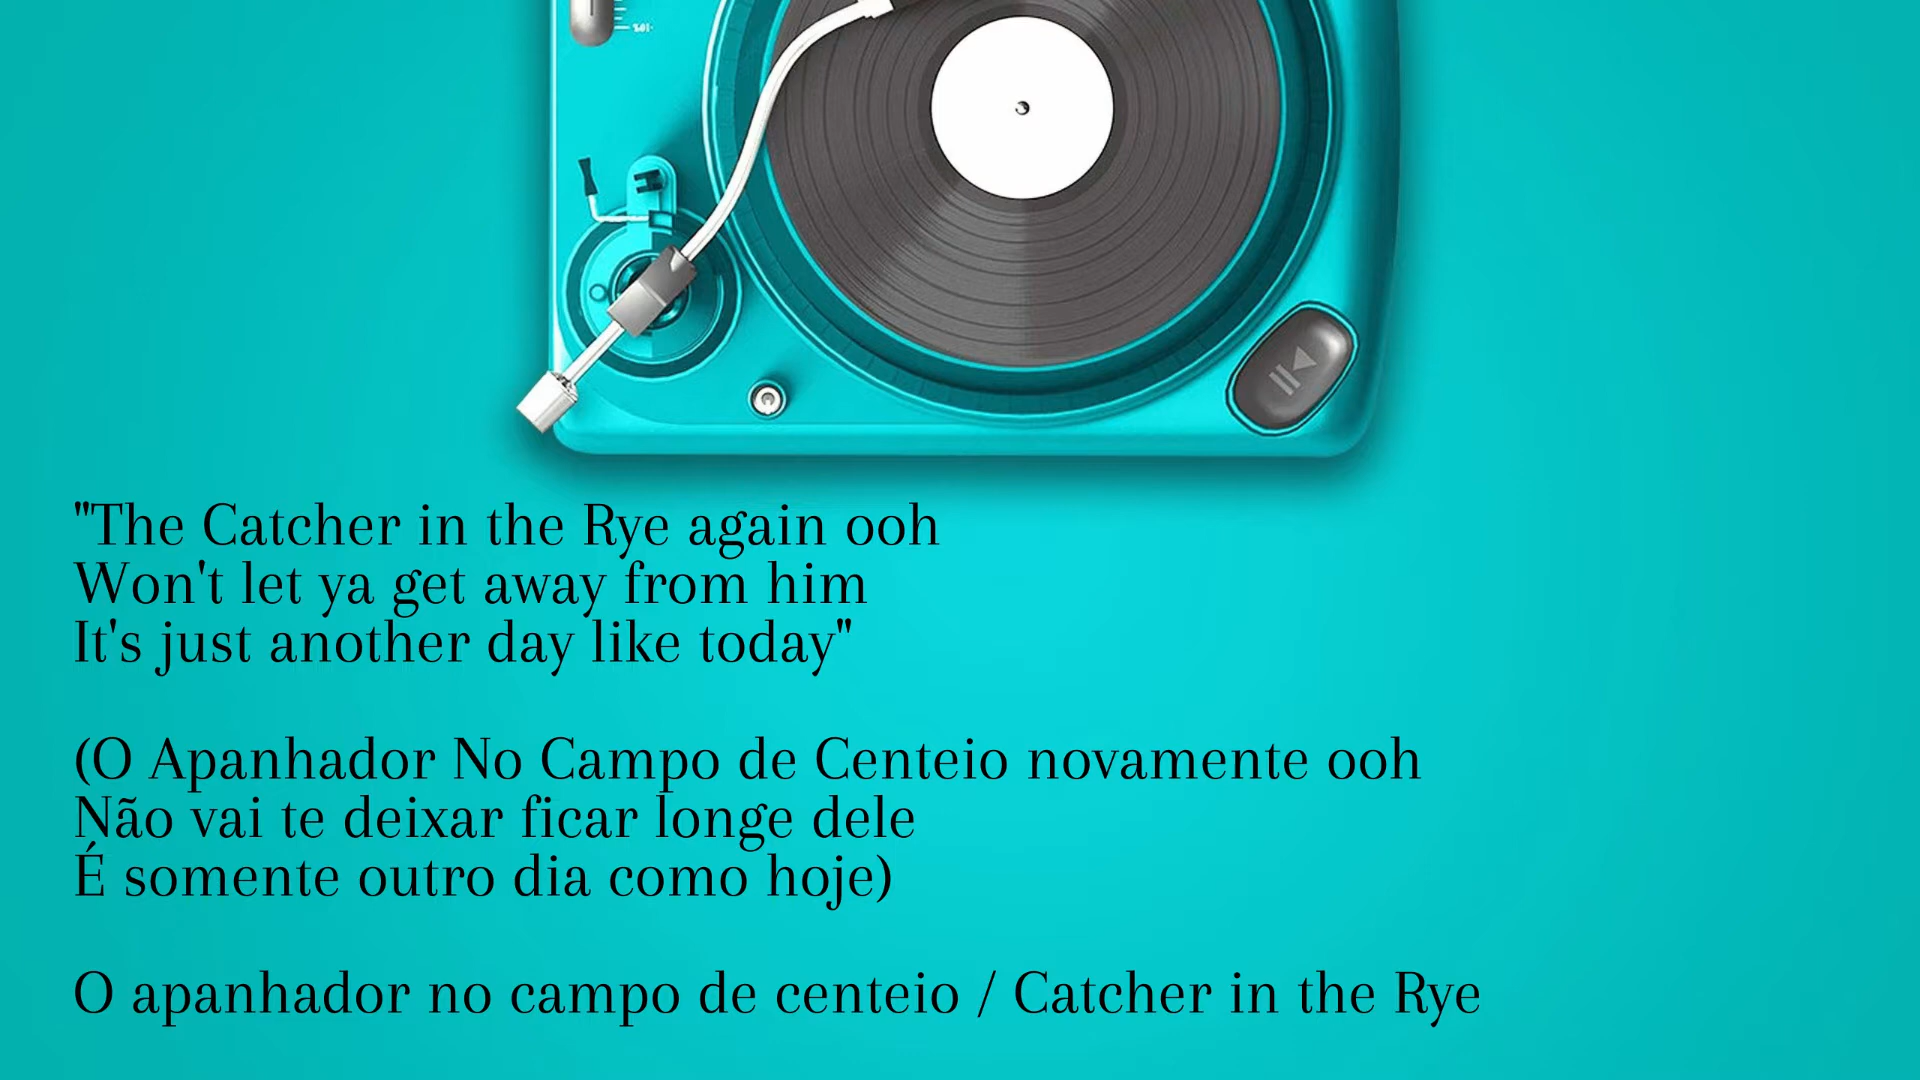 "The Catcher in the Rye again ooh
Won't let ya get away from him
It's just another day like today"
(O Apanhador No Campo de Centeio novamente ooh
Não vai te deixar ficar longe dele
É somente outro dia como hoje)
O apanhador no campo de centeio / Catcher in the Rye